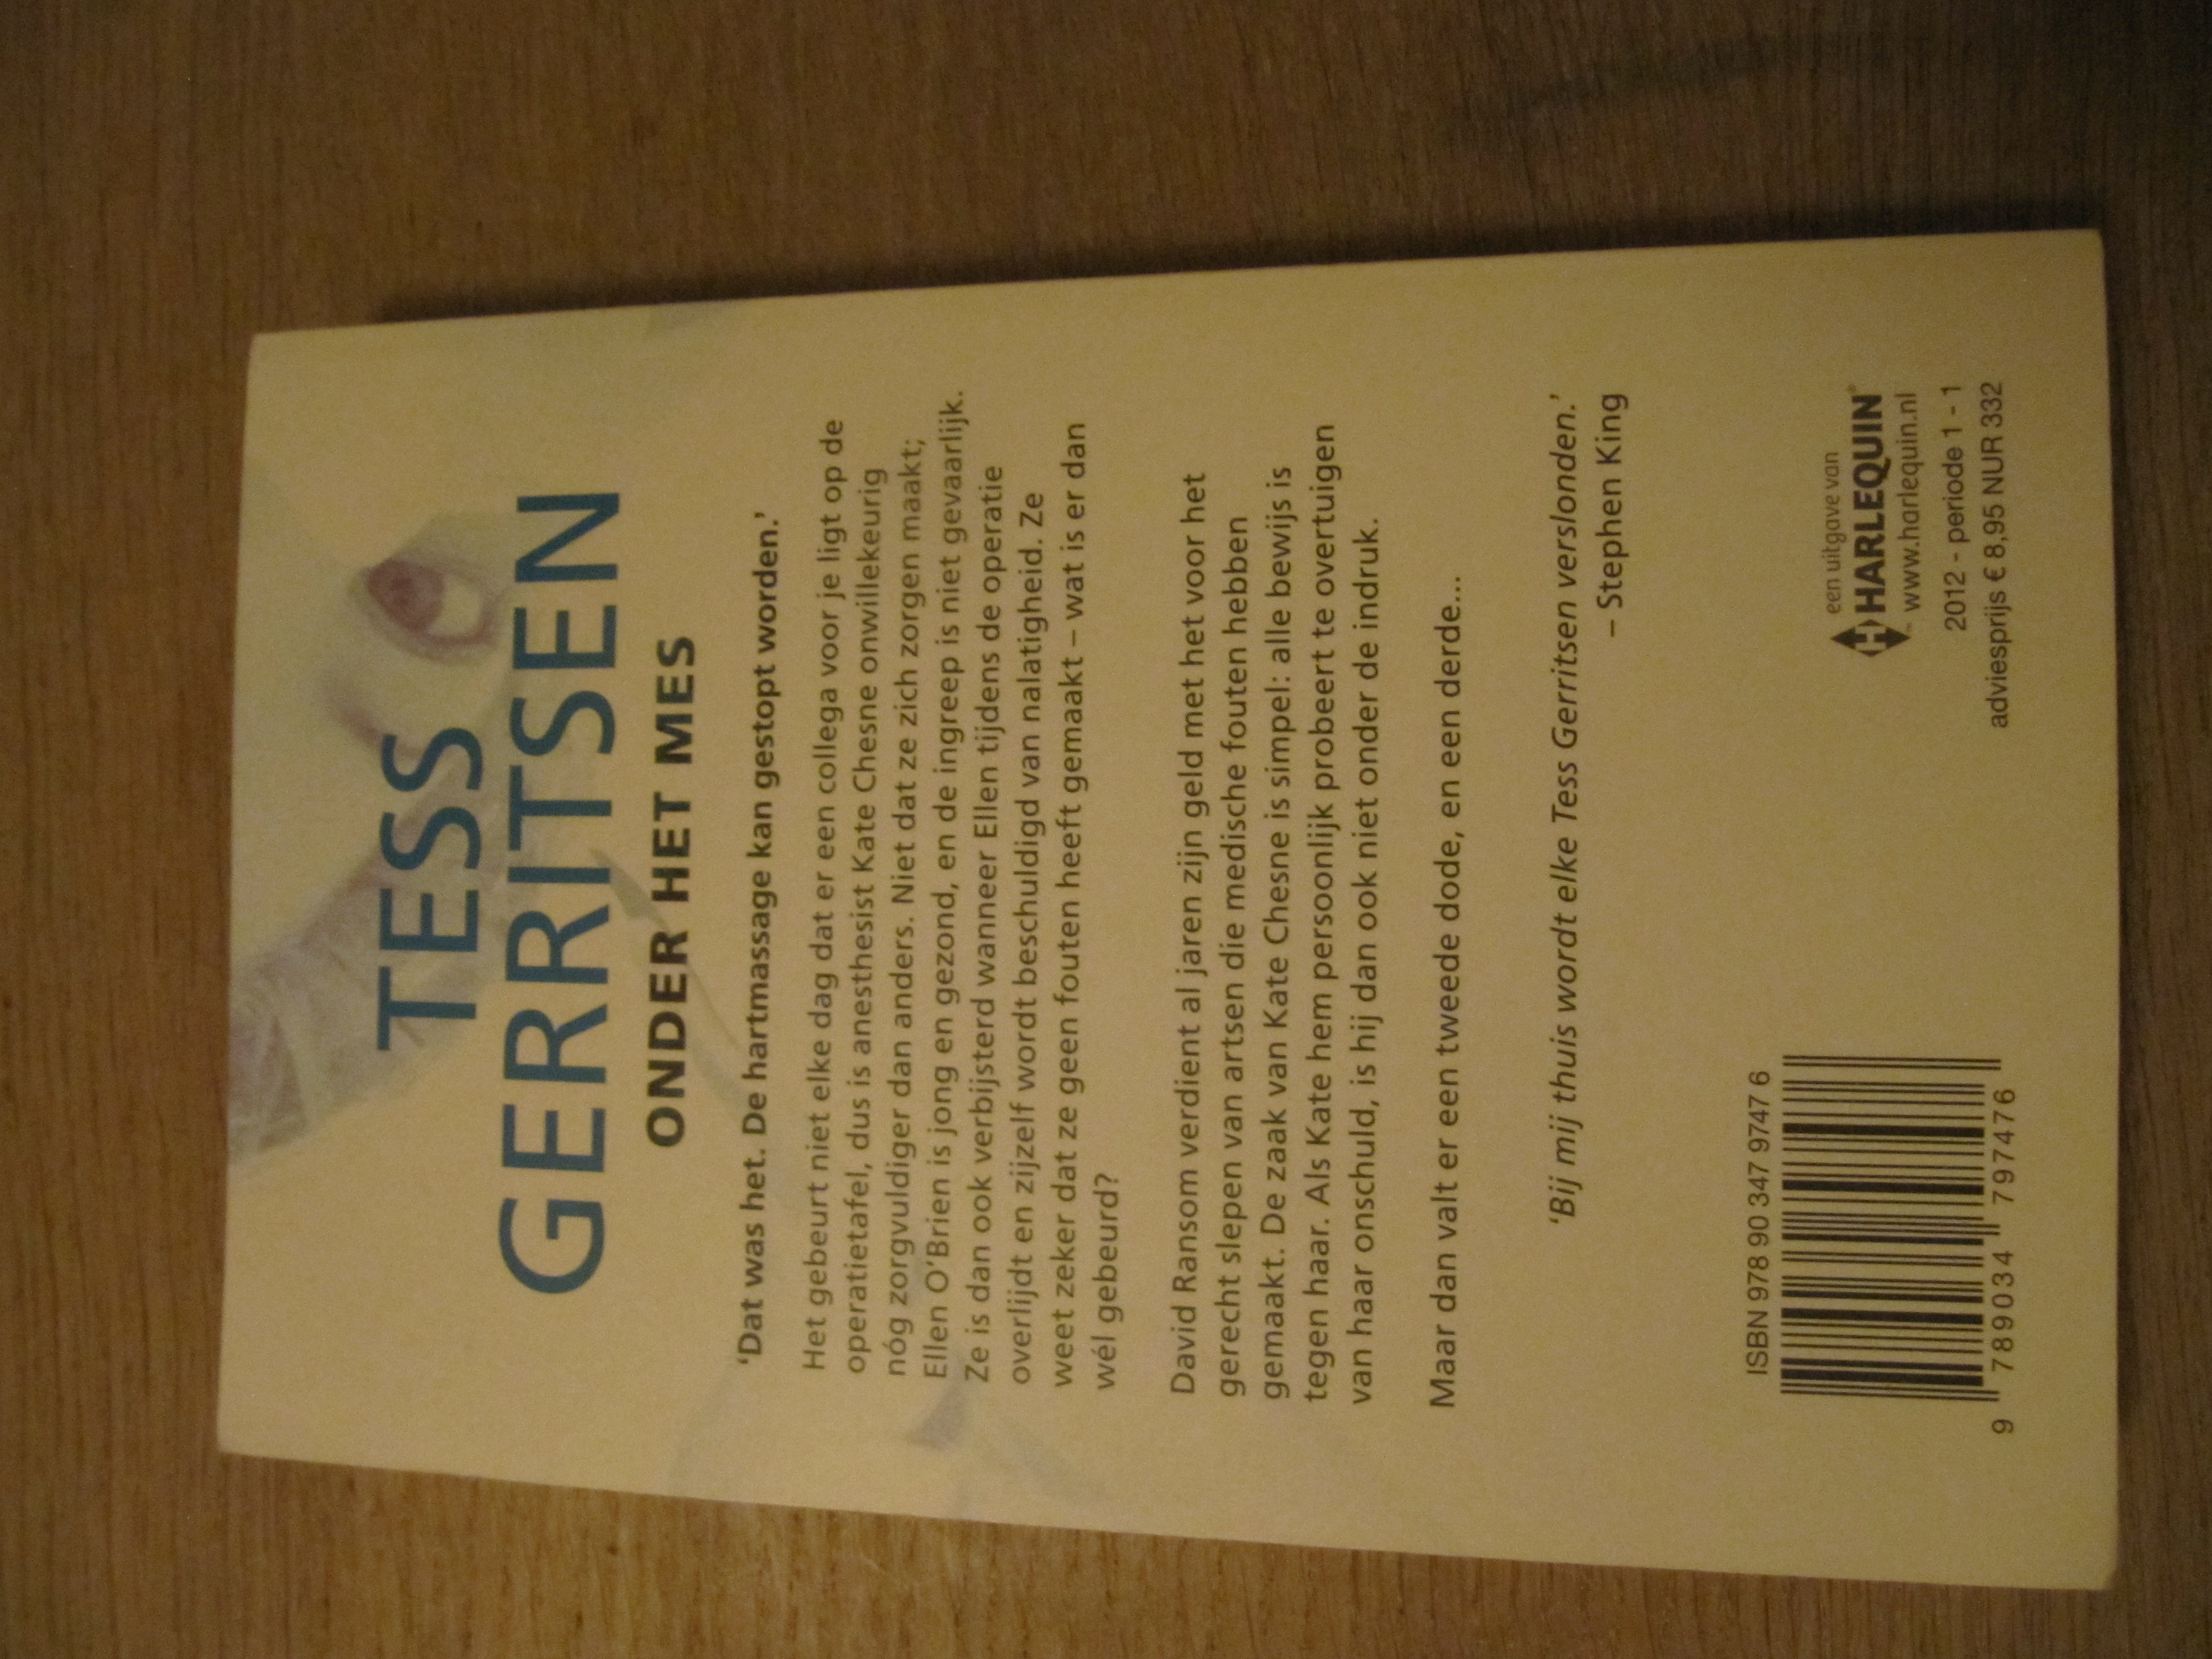 TESS
GERRITSEN
ONDER HET MES
‘Dat was het. De hartmassage kan gestopt worden.’
Het gebeurt niet elke dag dat er een collega voor je ligt op de
operatietafel, dus is anesthesist Kate Chesne onwillekeurig
nóg zorgvuldiger dan anders. Niet dat ze zich zorgen maakt;
Ellen O’Brien is jong en gezond, en de ingreep is niet gevaarlijk.
Ze is dan ook verbijsterd wanneer Ellen tijdens de operatie
overlijdt en zijzelf wordt beschuldigd van nalatigheid. Ze
weet zeker dat ze geen fouten heeft gemaakt – wat is er dan
wél gebeurd?
David Ransom verdient al jaren zijn geld met het voor het
gerecht slepen van artsen die medische fouten hebben
gemaakt. De zaak van Kate Chesne is simpel: alle bewijs is
tegen haar. Als Kate hem persoonlijk probeert te overtuigen
van haar onschuld, is hij dan ook niet onder de indruk.
Maar dan valt er een tweede dode, en een derde...
‘Bij mij thuis wordt elke Tess Gerritsen verslonden.’
– Stephen King
ISBN 978 90 347 9747 6
9 789034 797476
een uitgave van
H HARLEQUIN®
™ www.harlequin.nl
2012 - periode 1 - 1
adviesprijs € 8,95 NUR 332